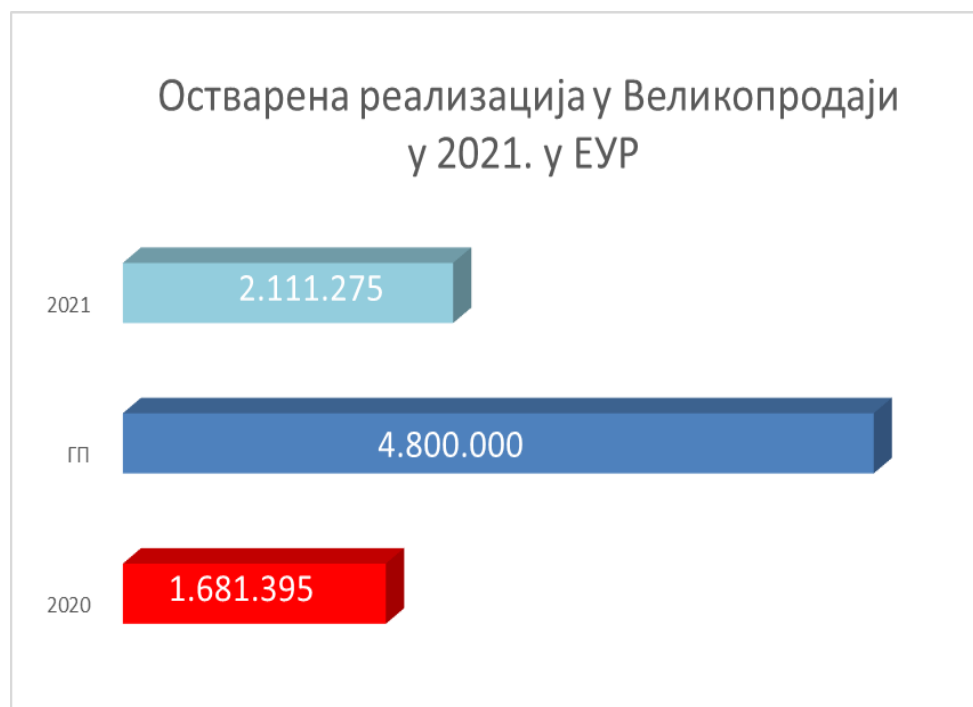 Остварена реализација у Великопродаји
у 2021. у ЕУР
2021
2.111.275
ГП
4.800.000
2020
1.681.395